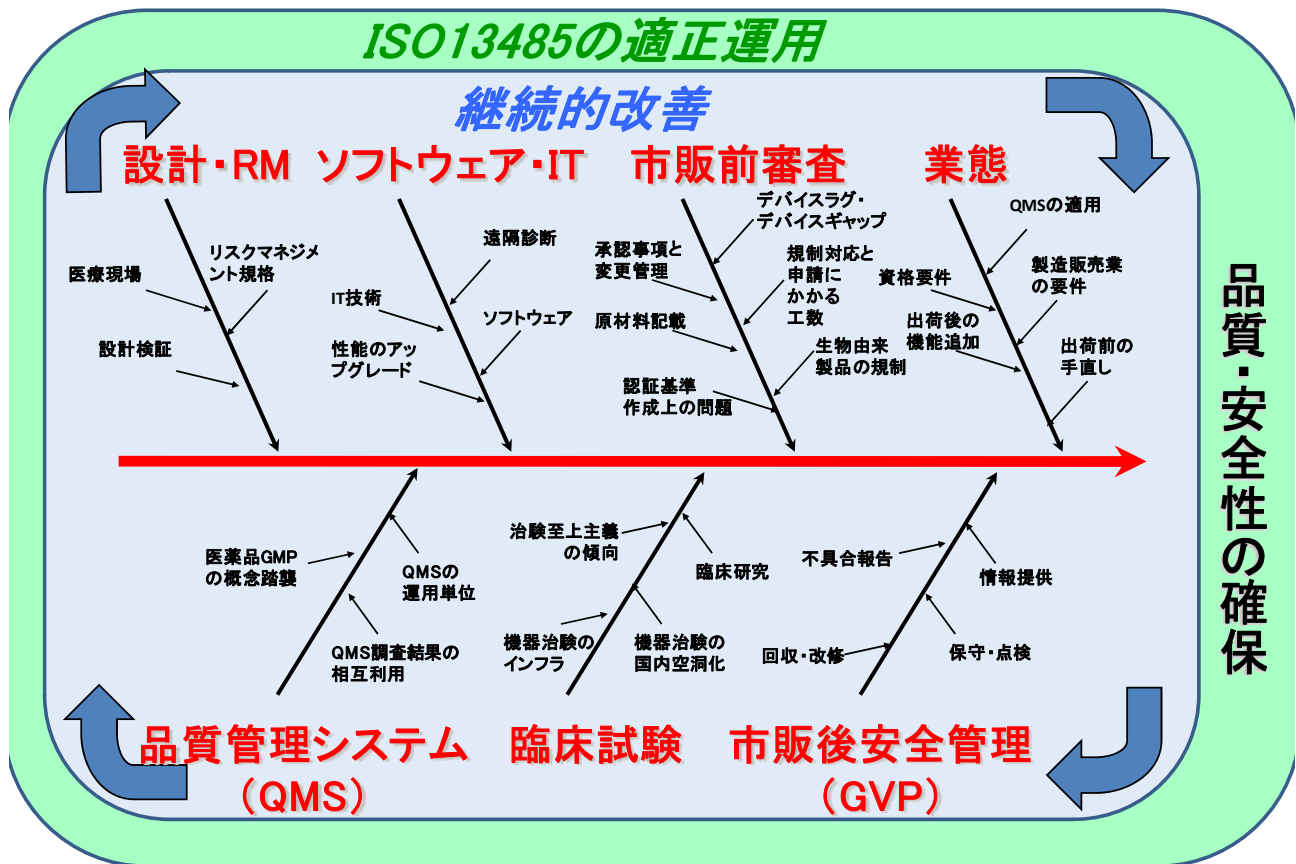 ISO13485の適正運用
継続的改善
設計・RM
ソフトウェア・IT
市販前審査
業態
医療現場
リスクマネジメ
ント規格
設計検証
遠隔診断
IT技術
ソフトウェア
性能のアッ
プグレード
デバイスラグ・
デバイスギャップ
承認事項と
変更管理
規制対応と
申請に
かかる
工数
原材料記載
生物由来
製品の規制
認証基準
作成上の問題
QMSの適用
資格要件
製造販売業
の要件
出荷後の
機能追加
出荷前の
手直し
品質・安全性の確保
医薬品GMP
の概念踏襲
QMSの
運用単位
QMS調査結果の
相互利用
治験至上主義
の傾向
臨床研究
機器治験の
インフラ
機器治験の
国内空洞化
不具合報告
情報提供
回収・改修
保守・点検
品質管理システム
（QMS）
臨床試験
市販後安全管理
（GVP）